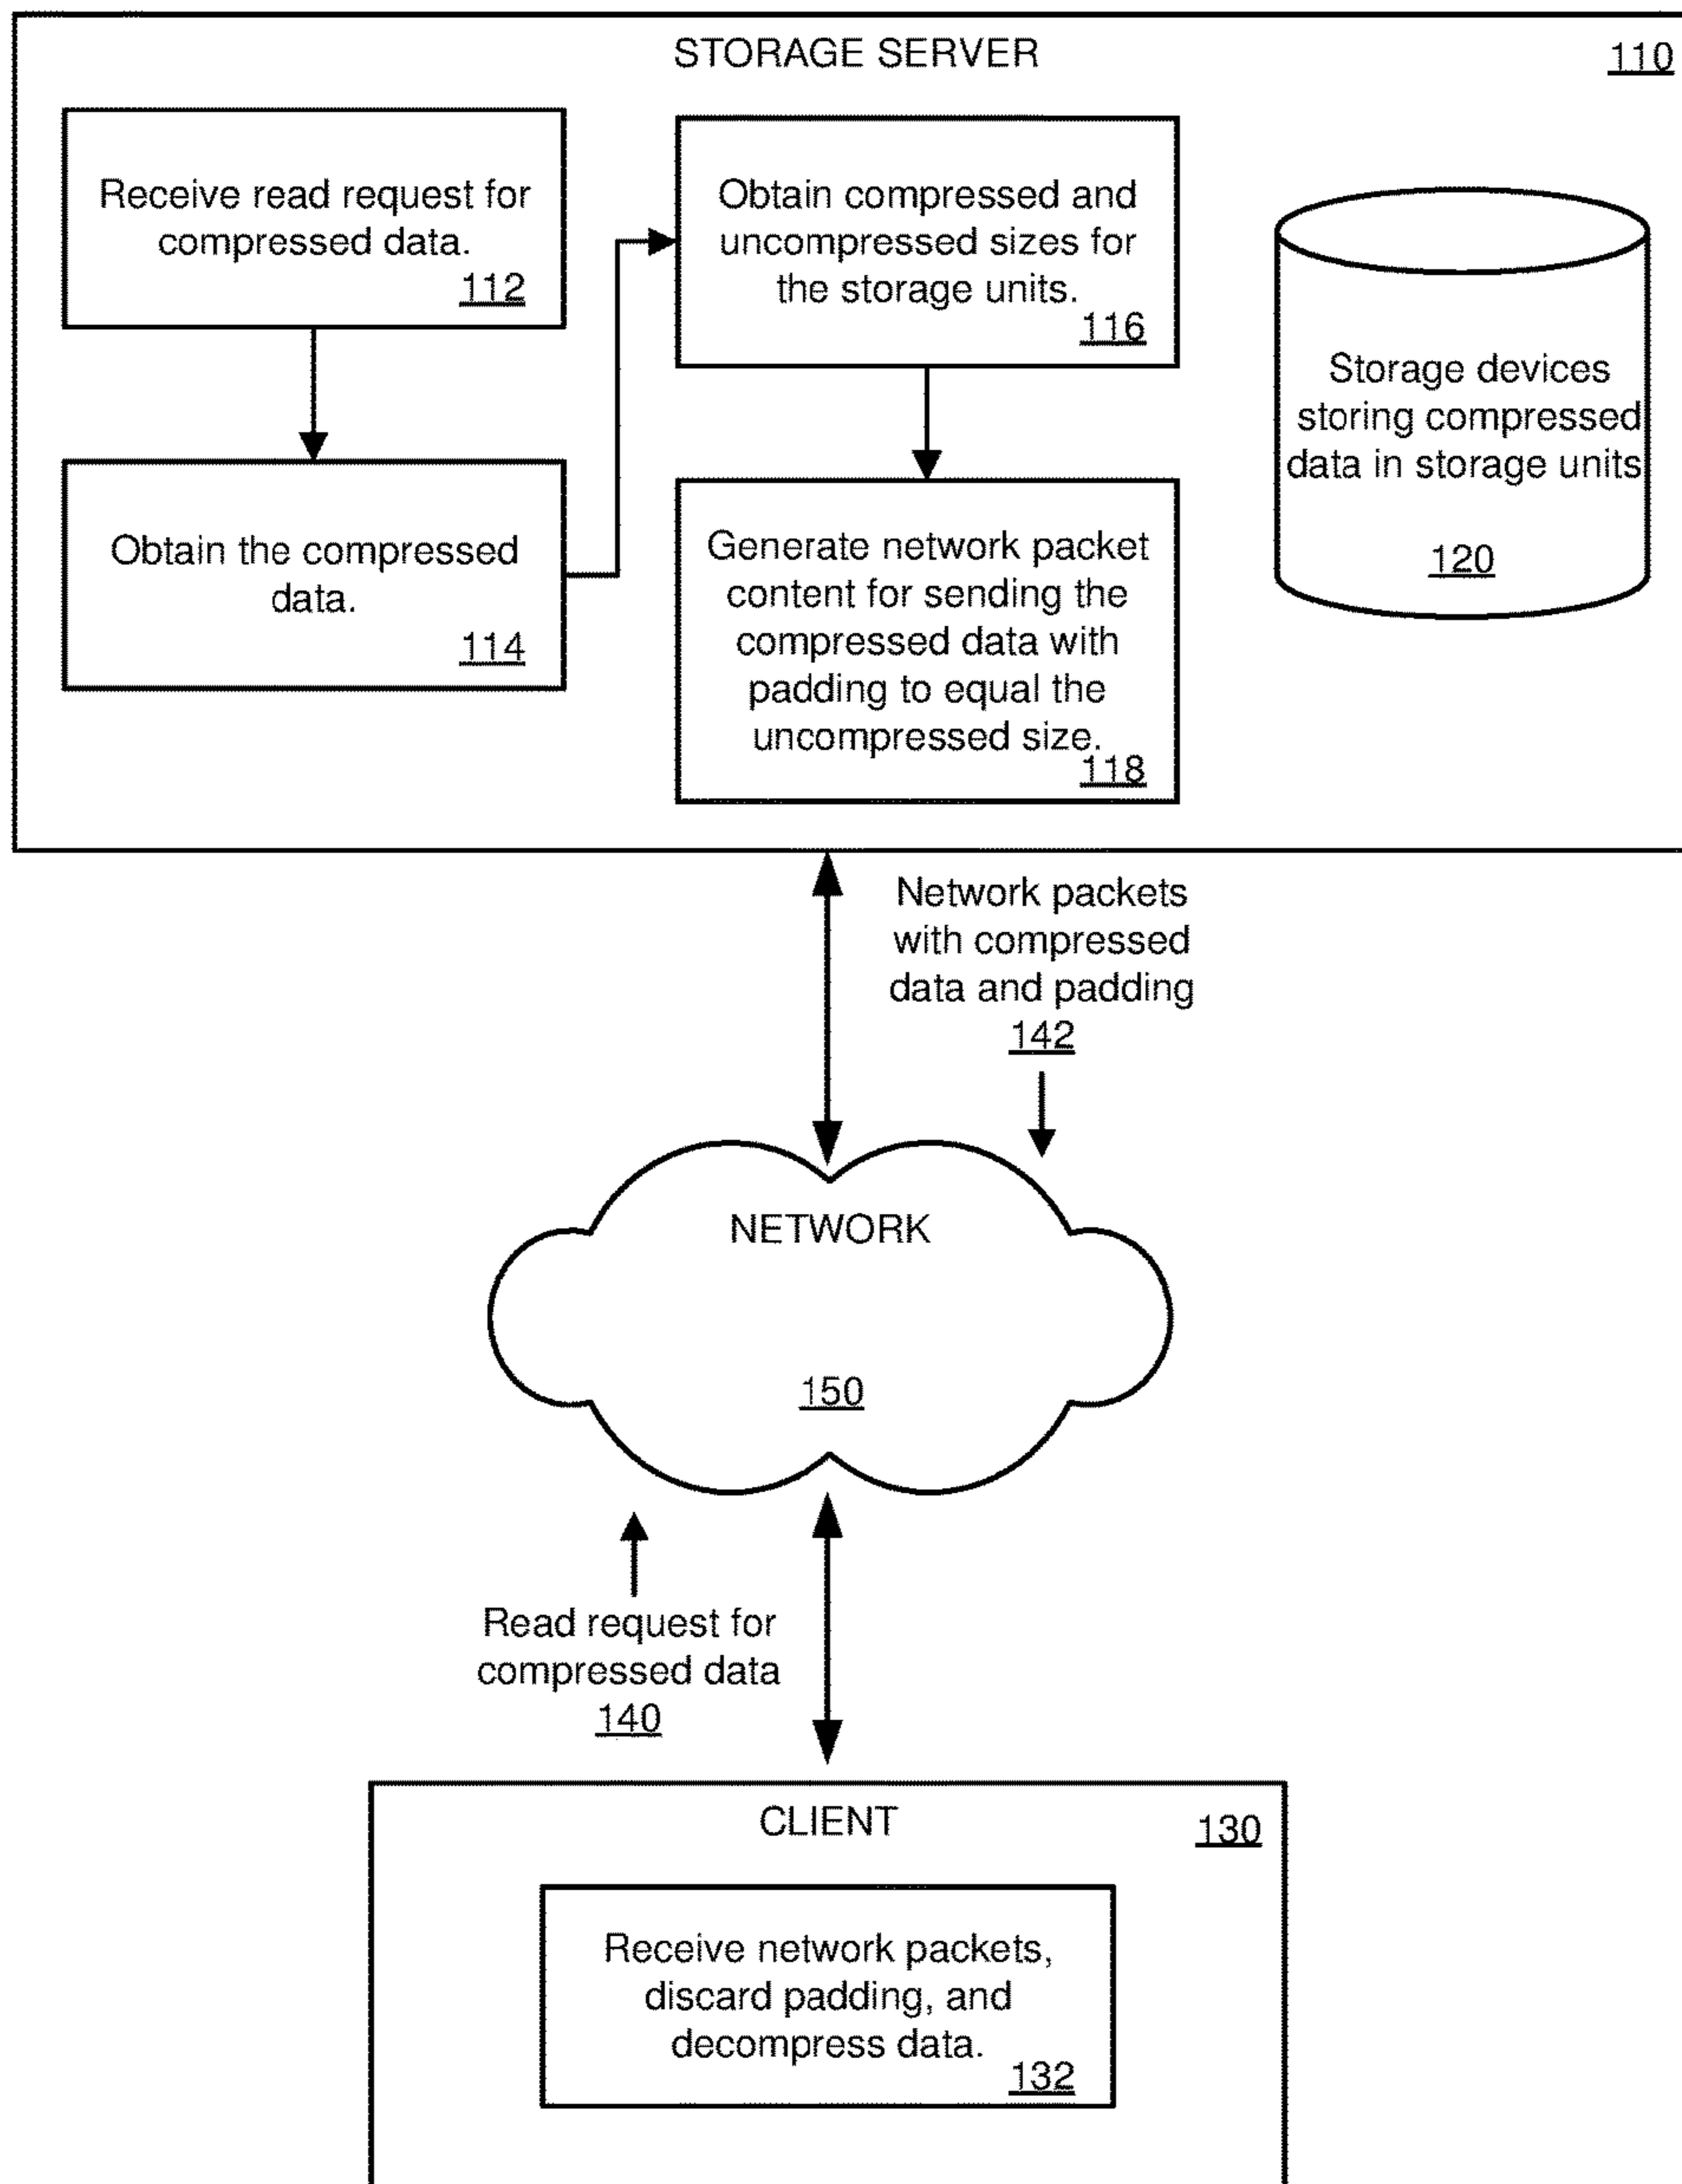 STORAGE SERVER
110
Receive read request for
compressed data.
112
Obtain the compressed
data.
114
Obtain compressed and
uncompressed sizes for
the storage units.
116
Generate network packet
content for sending the
compressed data with
padding to equal the
uncompressed size.
118
Storage devices
storing compressed
data in storage units
120
Network packets
with compressed
data and padding
142
NETWORK
150
Read request for
compressed data
140
CLIENT
130
Receive network packets,
discard padding, and
decompress data.
132